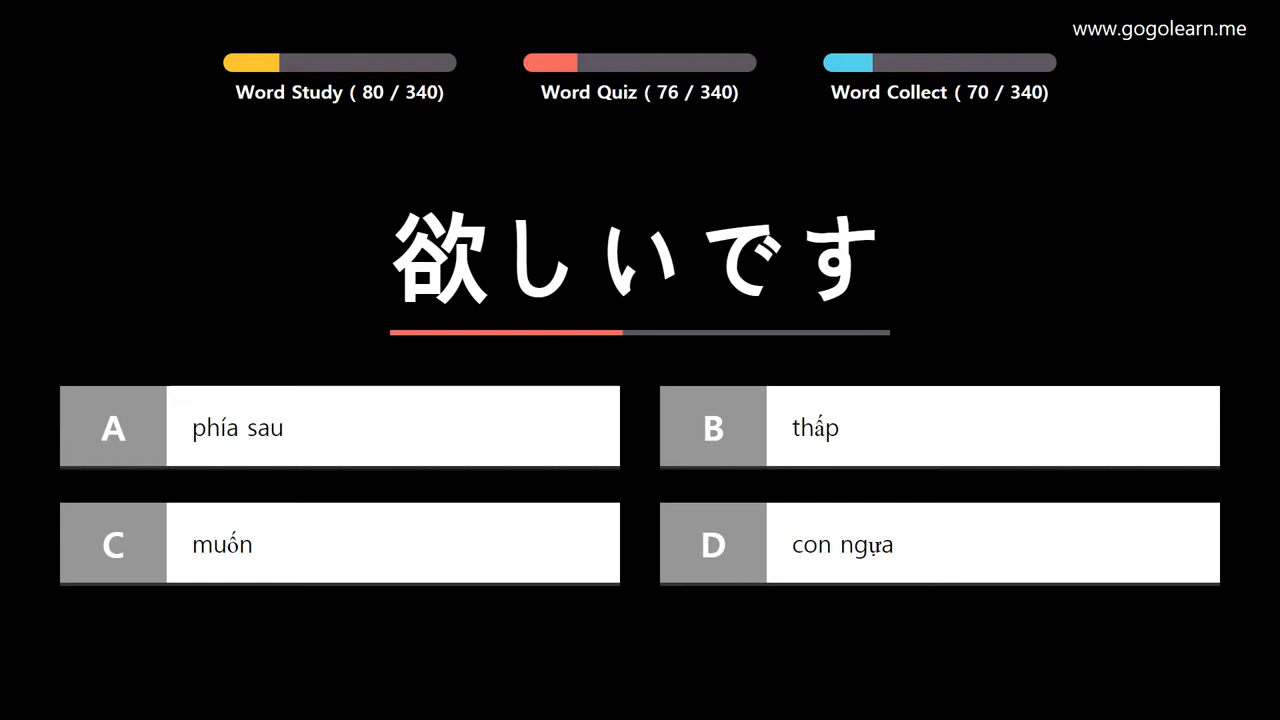 www.gogolearn.me
Word Study ( 80 / 340)
Word Quiz ( 76 / 340)
Word Collect ( 70 / 340)
欲しいです
A
phía sau
B
thấp
C
muốn
D
con ngựa